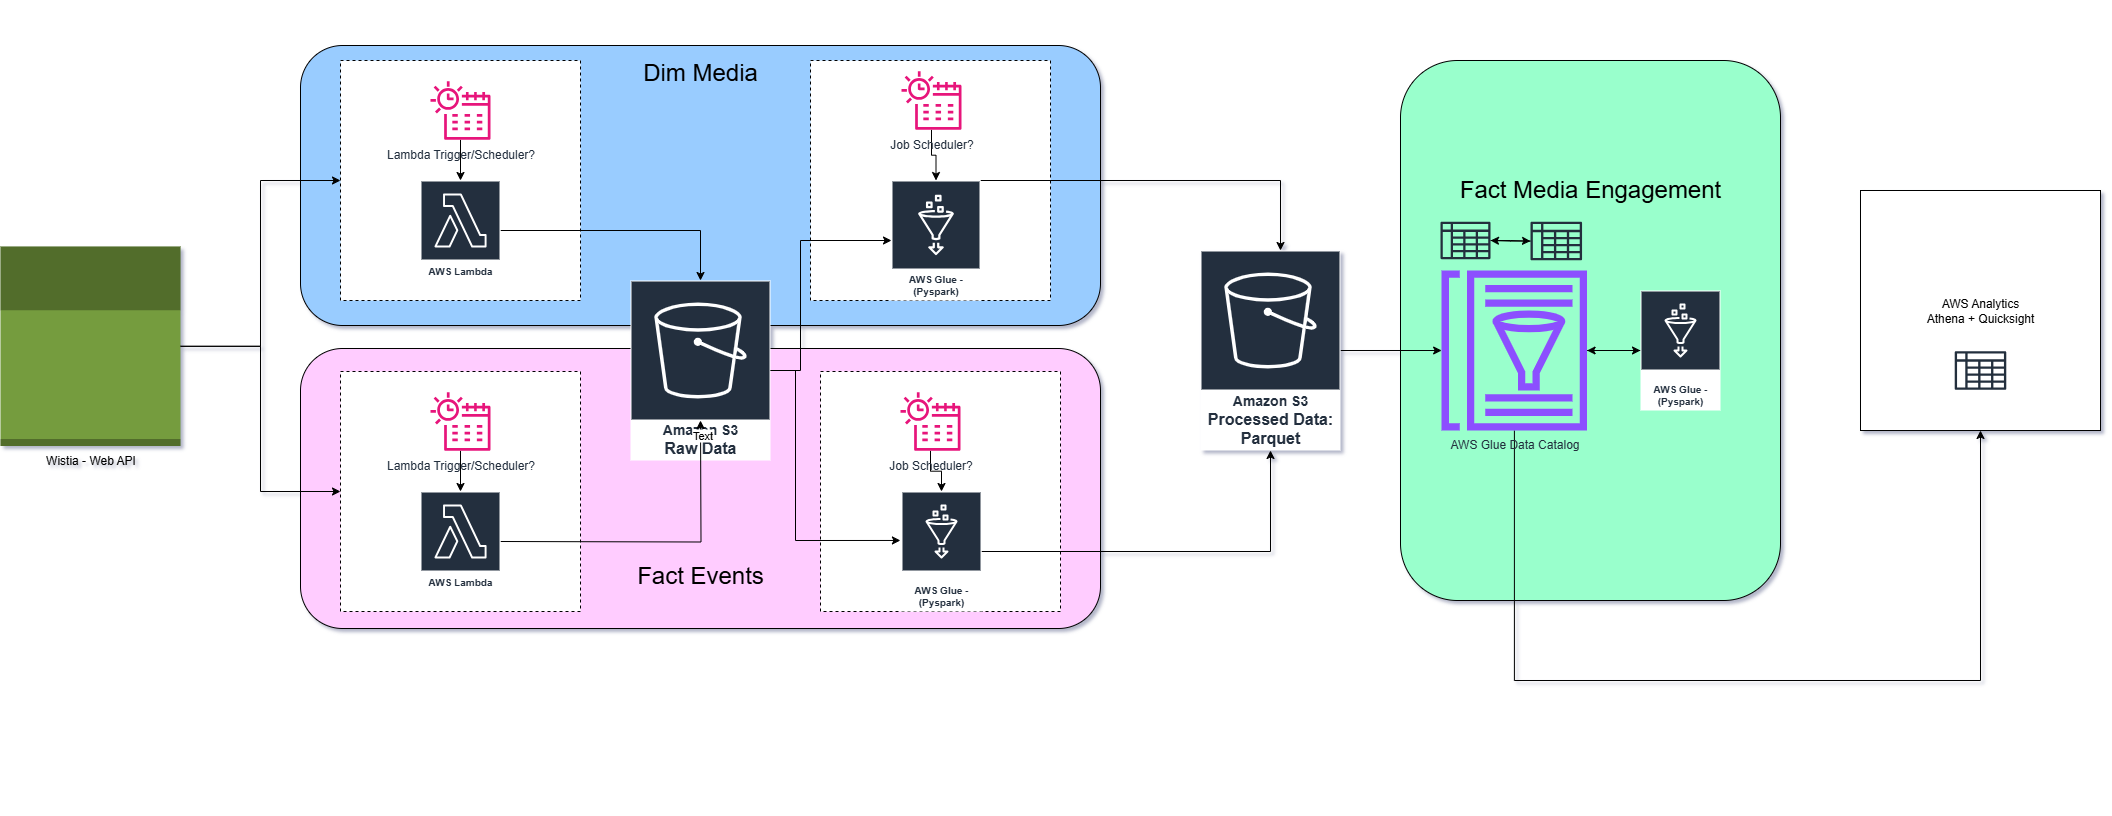 Dim Media
Lambda Trigger/Scheduler?
AWS Lambda
Job Scheduler?
AWS Glue -
(Pyspark)
Wistia - Web API
Amazon S3
Text
Raw Data
Lambda Trigger/Scheduler?
AWS Lambda
Fact Events
Job Scheduler?
AWS Glue -
(Pyspark)
Amazon S3
Processed Data:
Parquet
Fact Media Engagement
AWS Glue Data Catalog
AWS Glue -
(Pyspark)
AWS Analytics
Athena + Quicksight